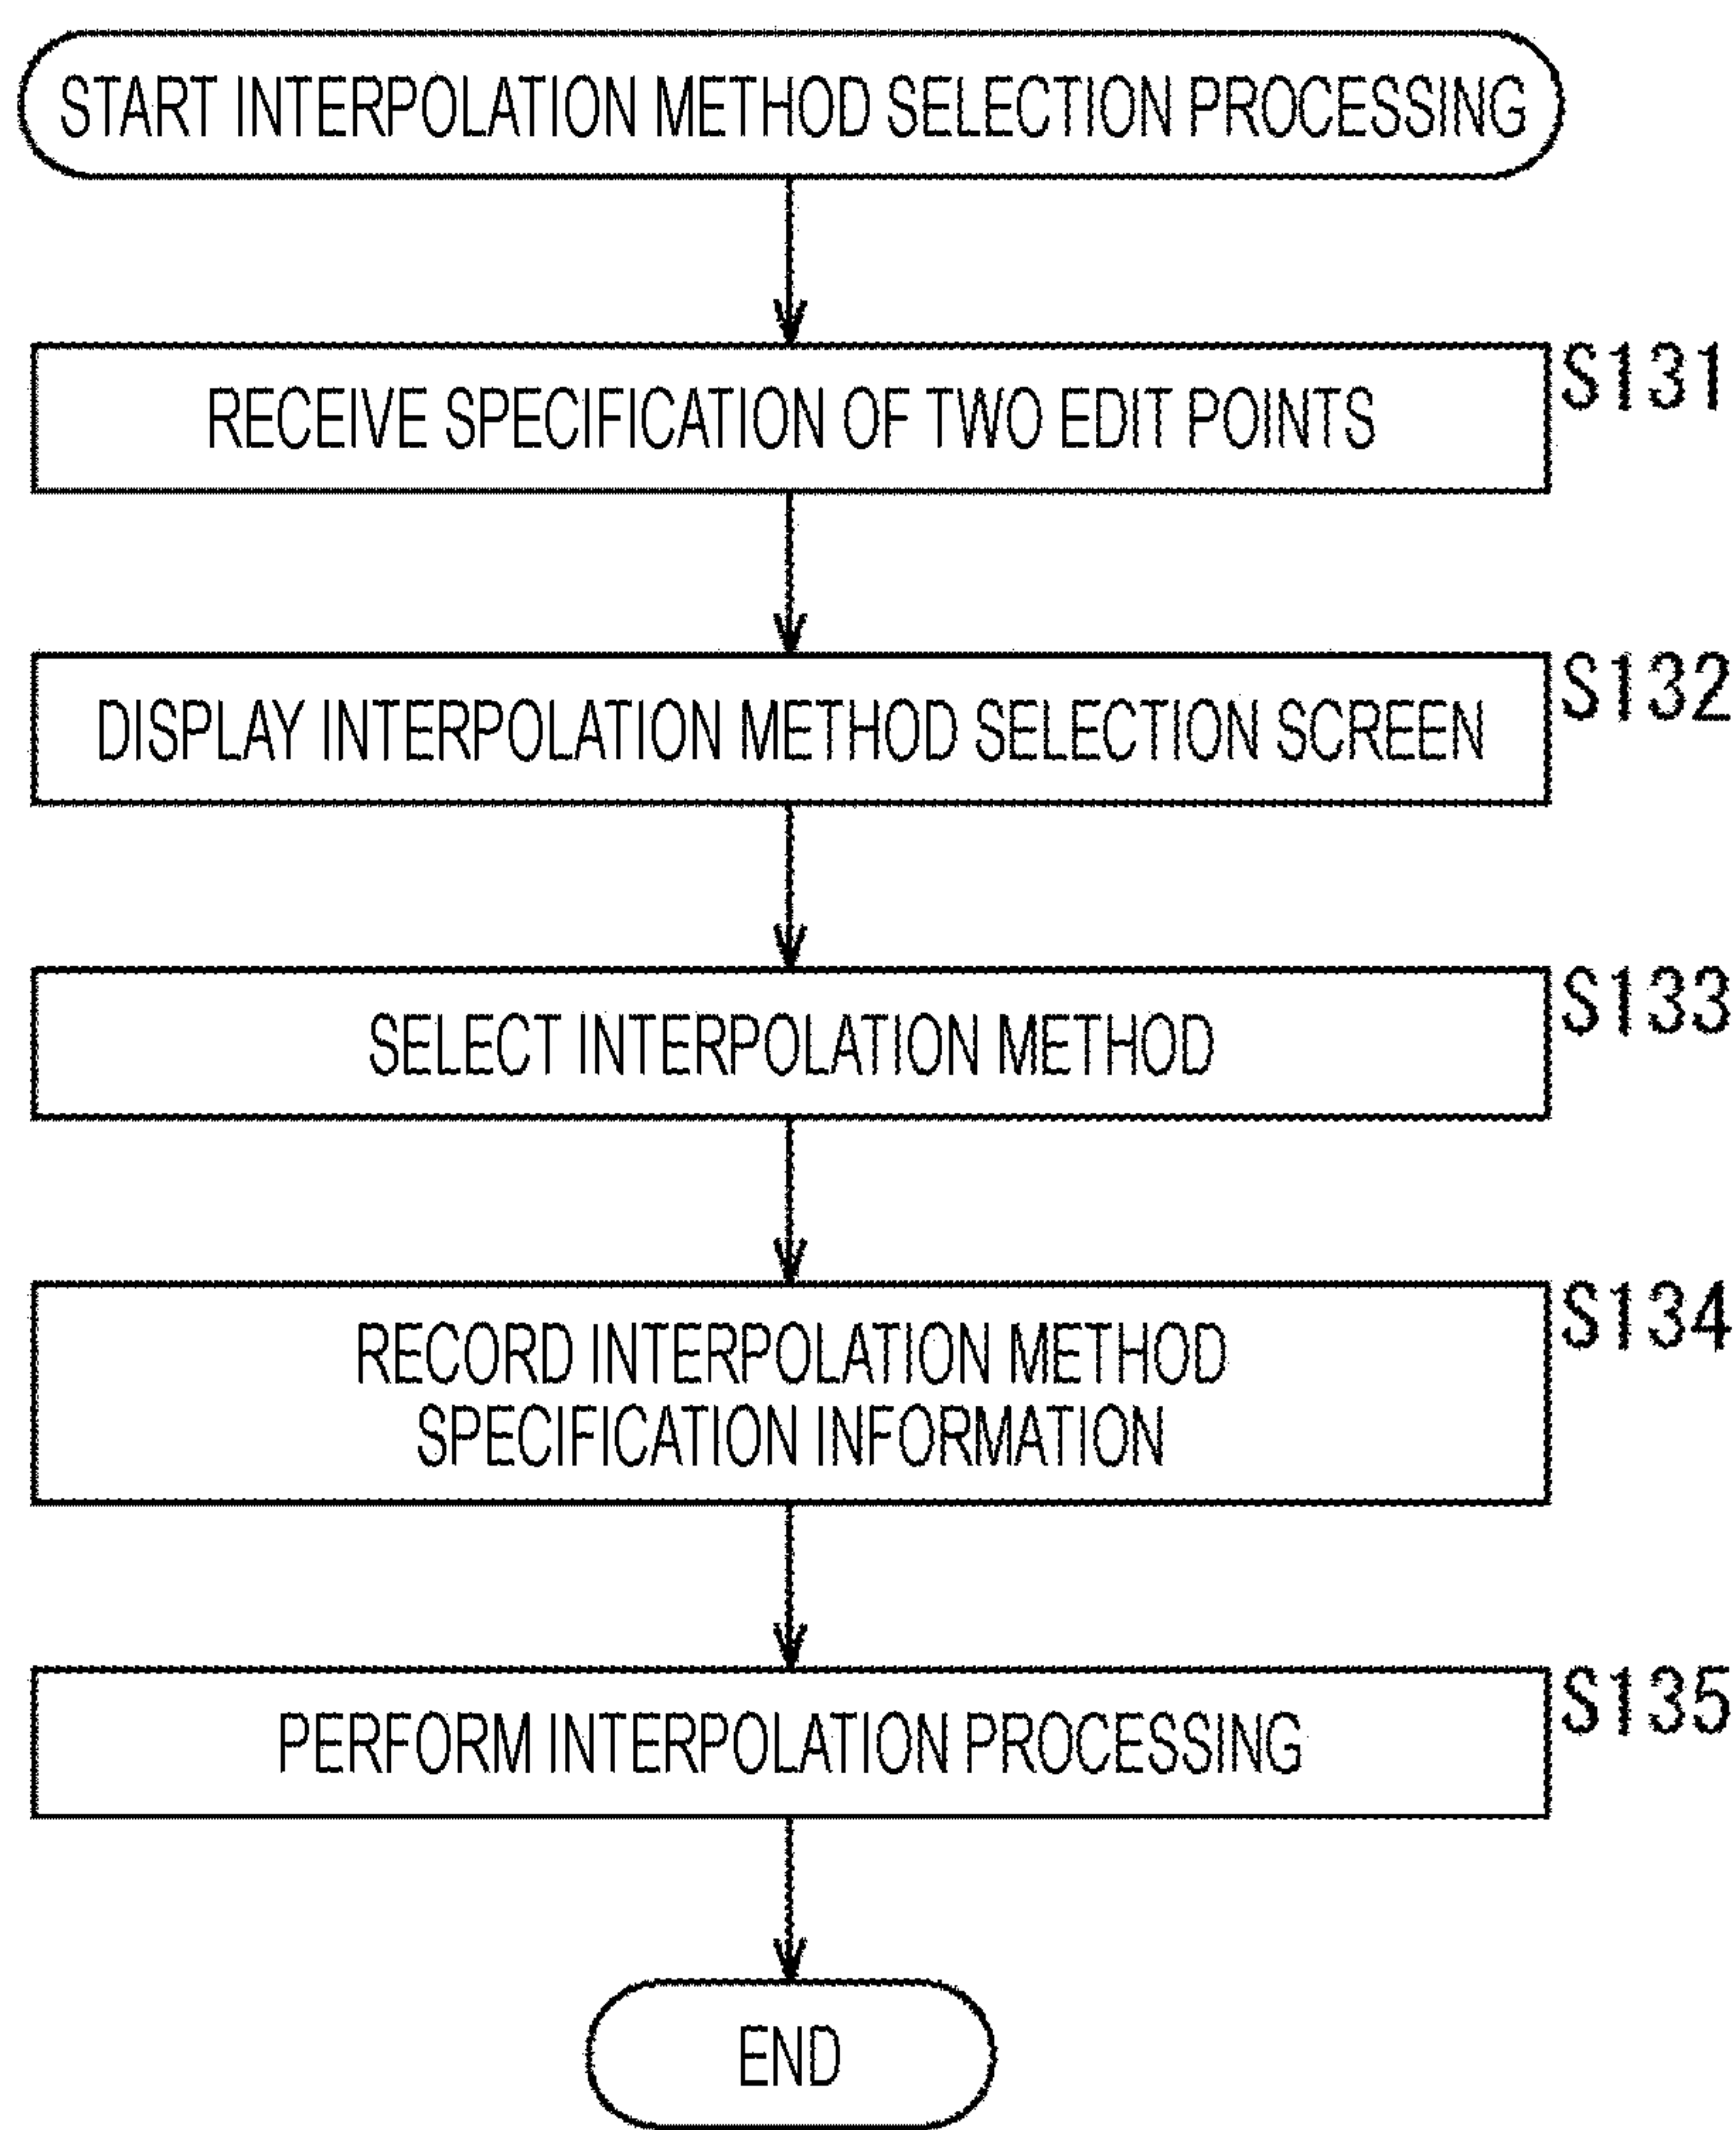 START INTERPOLATION METHOD SELECTION PROCESSING
S131
RECEIVE SPECIFICATION OF TWO EDIT POINTS
S132
DISPLAY INTERPOLATION METHOD SELECTION SCREEN
S133
SELECT INTERPOLATION METHOD
S134
RECORD INTERPOLATION METHOD
SPECIFICATION INFORMATION
S135
PERFORM INTERPOLATION PROCESSING
END